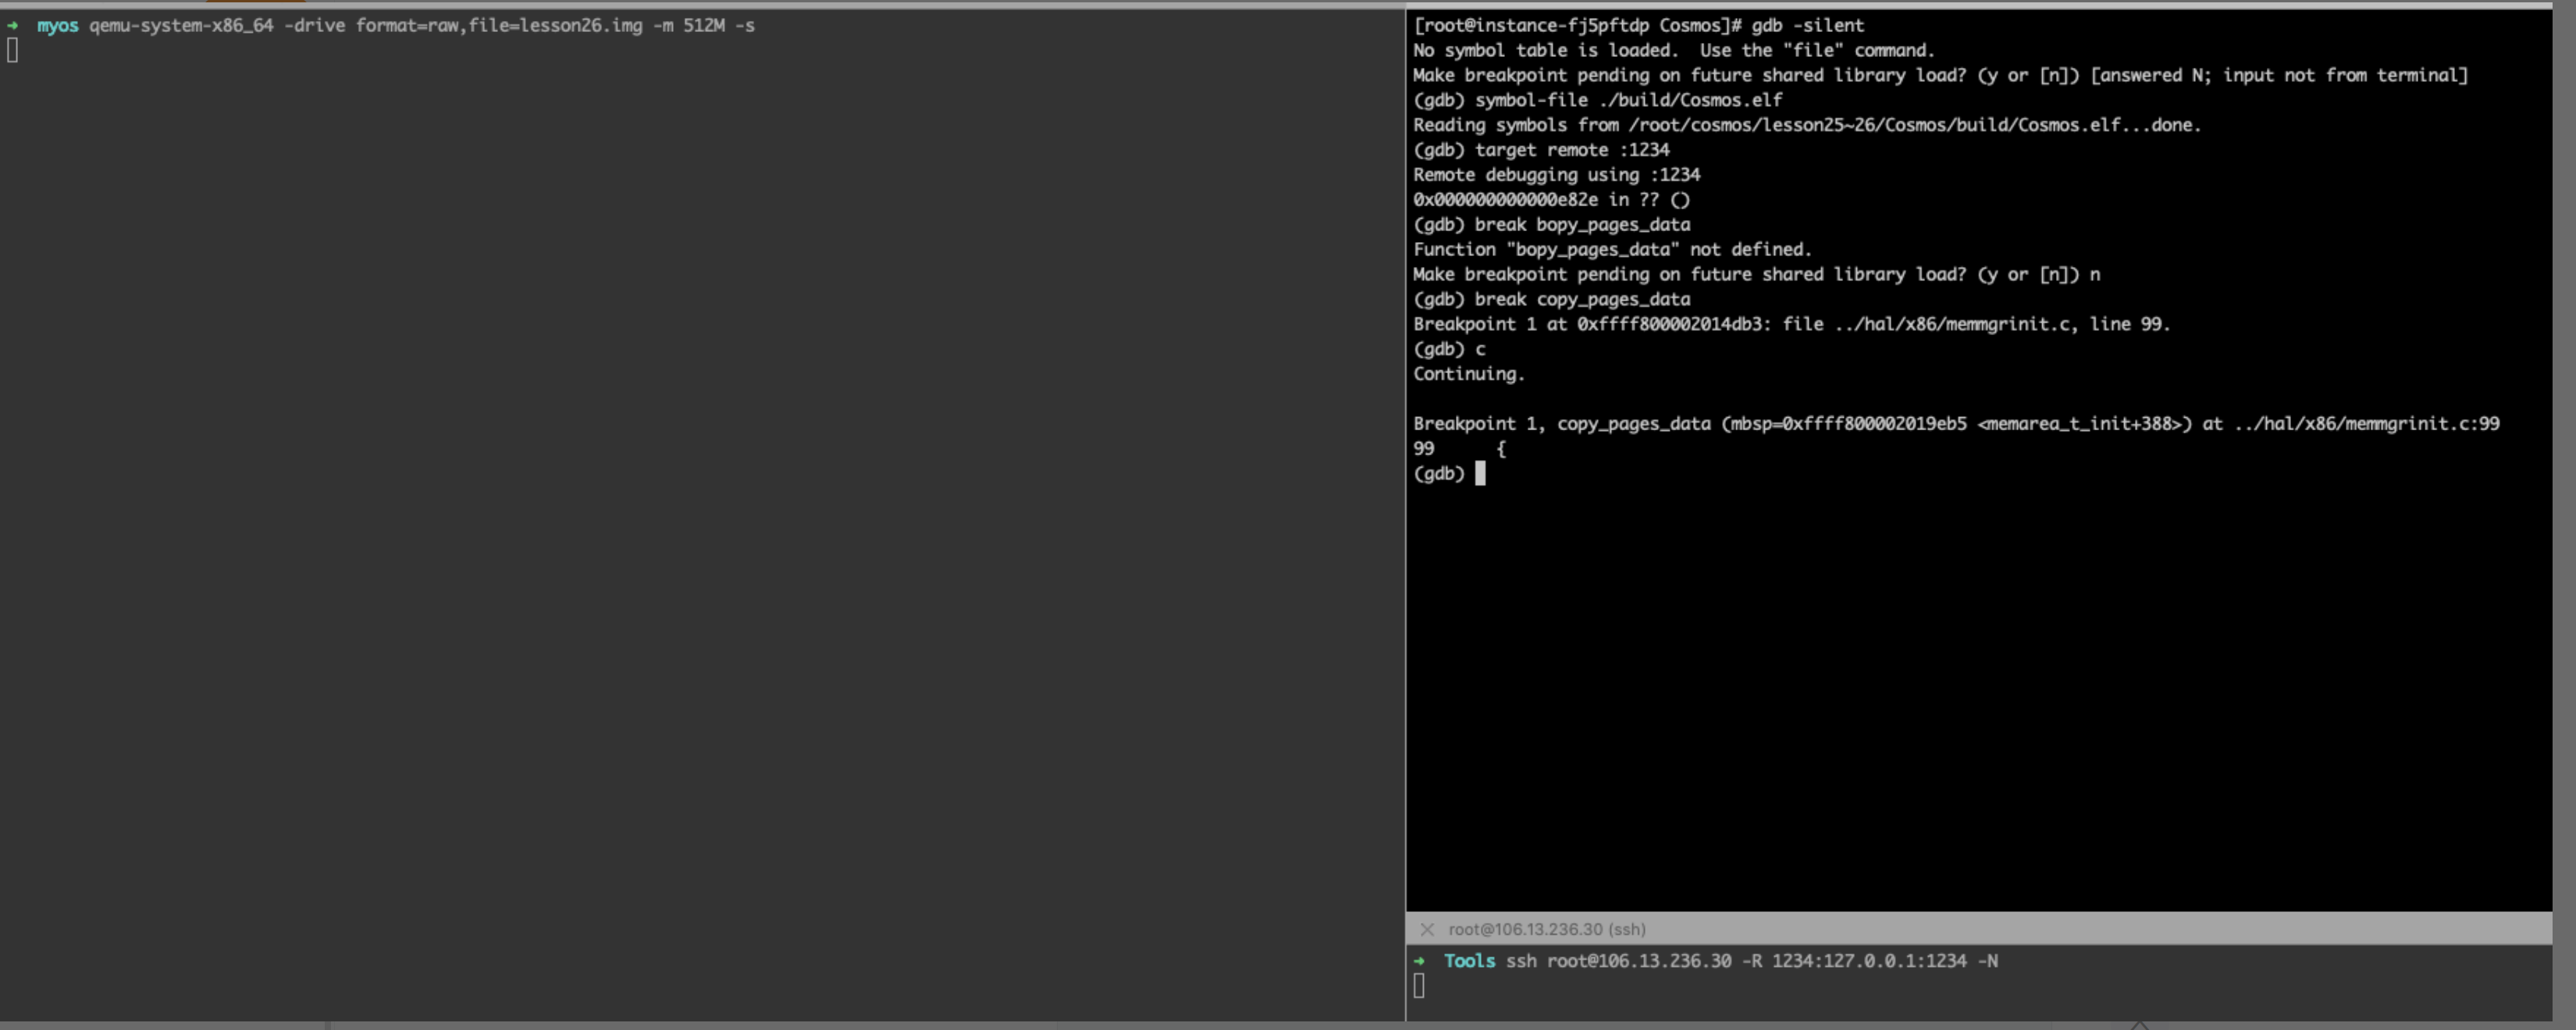 ➜ myos qemu-system-x86_64 -drive format=raw,file=lesson26.img -m 512M -s
[root@instance-fj5pftdp Cosmos]# gdb -silent
No symbol table is loaded.  Use the "file" command.
Make breakpoint pending on future shared library load? (y or [n]) [answered N; input not from terminal]
(gdb) symbol-file ./build/Cosmos.elf
Reading symbols from /root/cosmos/lesson25~26/Cosmos/build/Cosmos.elf...done.
(gdb) target remote :1234
Remote debugging using :1234
0x000000000000e82e in ?? ()
(gdb) break bopy_pages_data
Function "bopy_pages_data" not defined.
Make breakpoint pending on future shared library load? (y or [n]) n
(gdb) break copy_pages_data
Breakpoint 1 at 0xffff800002014db3: file ../hal/x86/memmgrinit.c, line 99.
(gdb) c
Continuing.
Breakpoint 1, copy_pages_data (mbsp=0xffff800002019eb5 <memarea_t_init+388>) at ../hal/x86/memmgrinit.c:99
99      {
(gdb)
root@106.13.236.30 (ssh)
➜ Tools ssh root@106.13.236.30 -R 1234:127.0.0.1:1234 -N